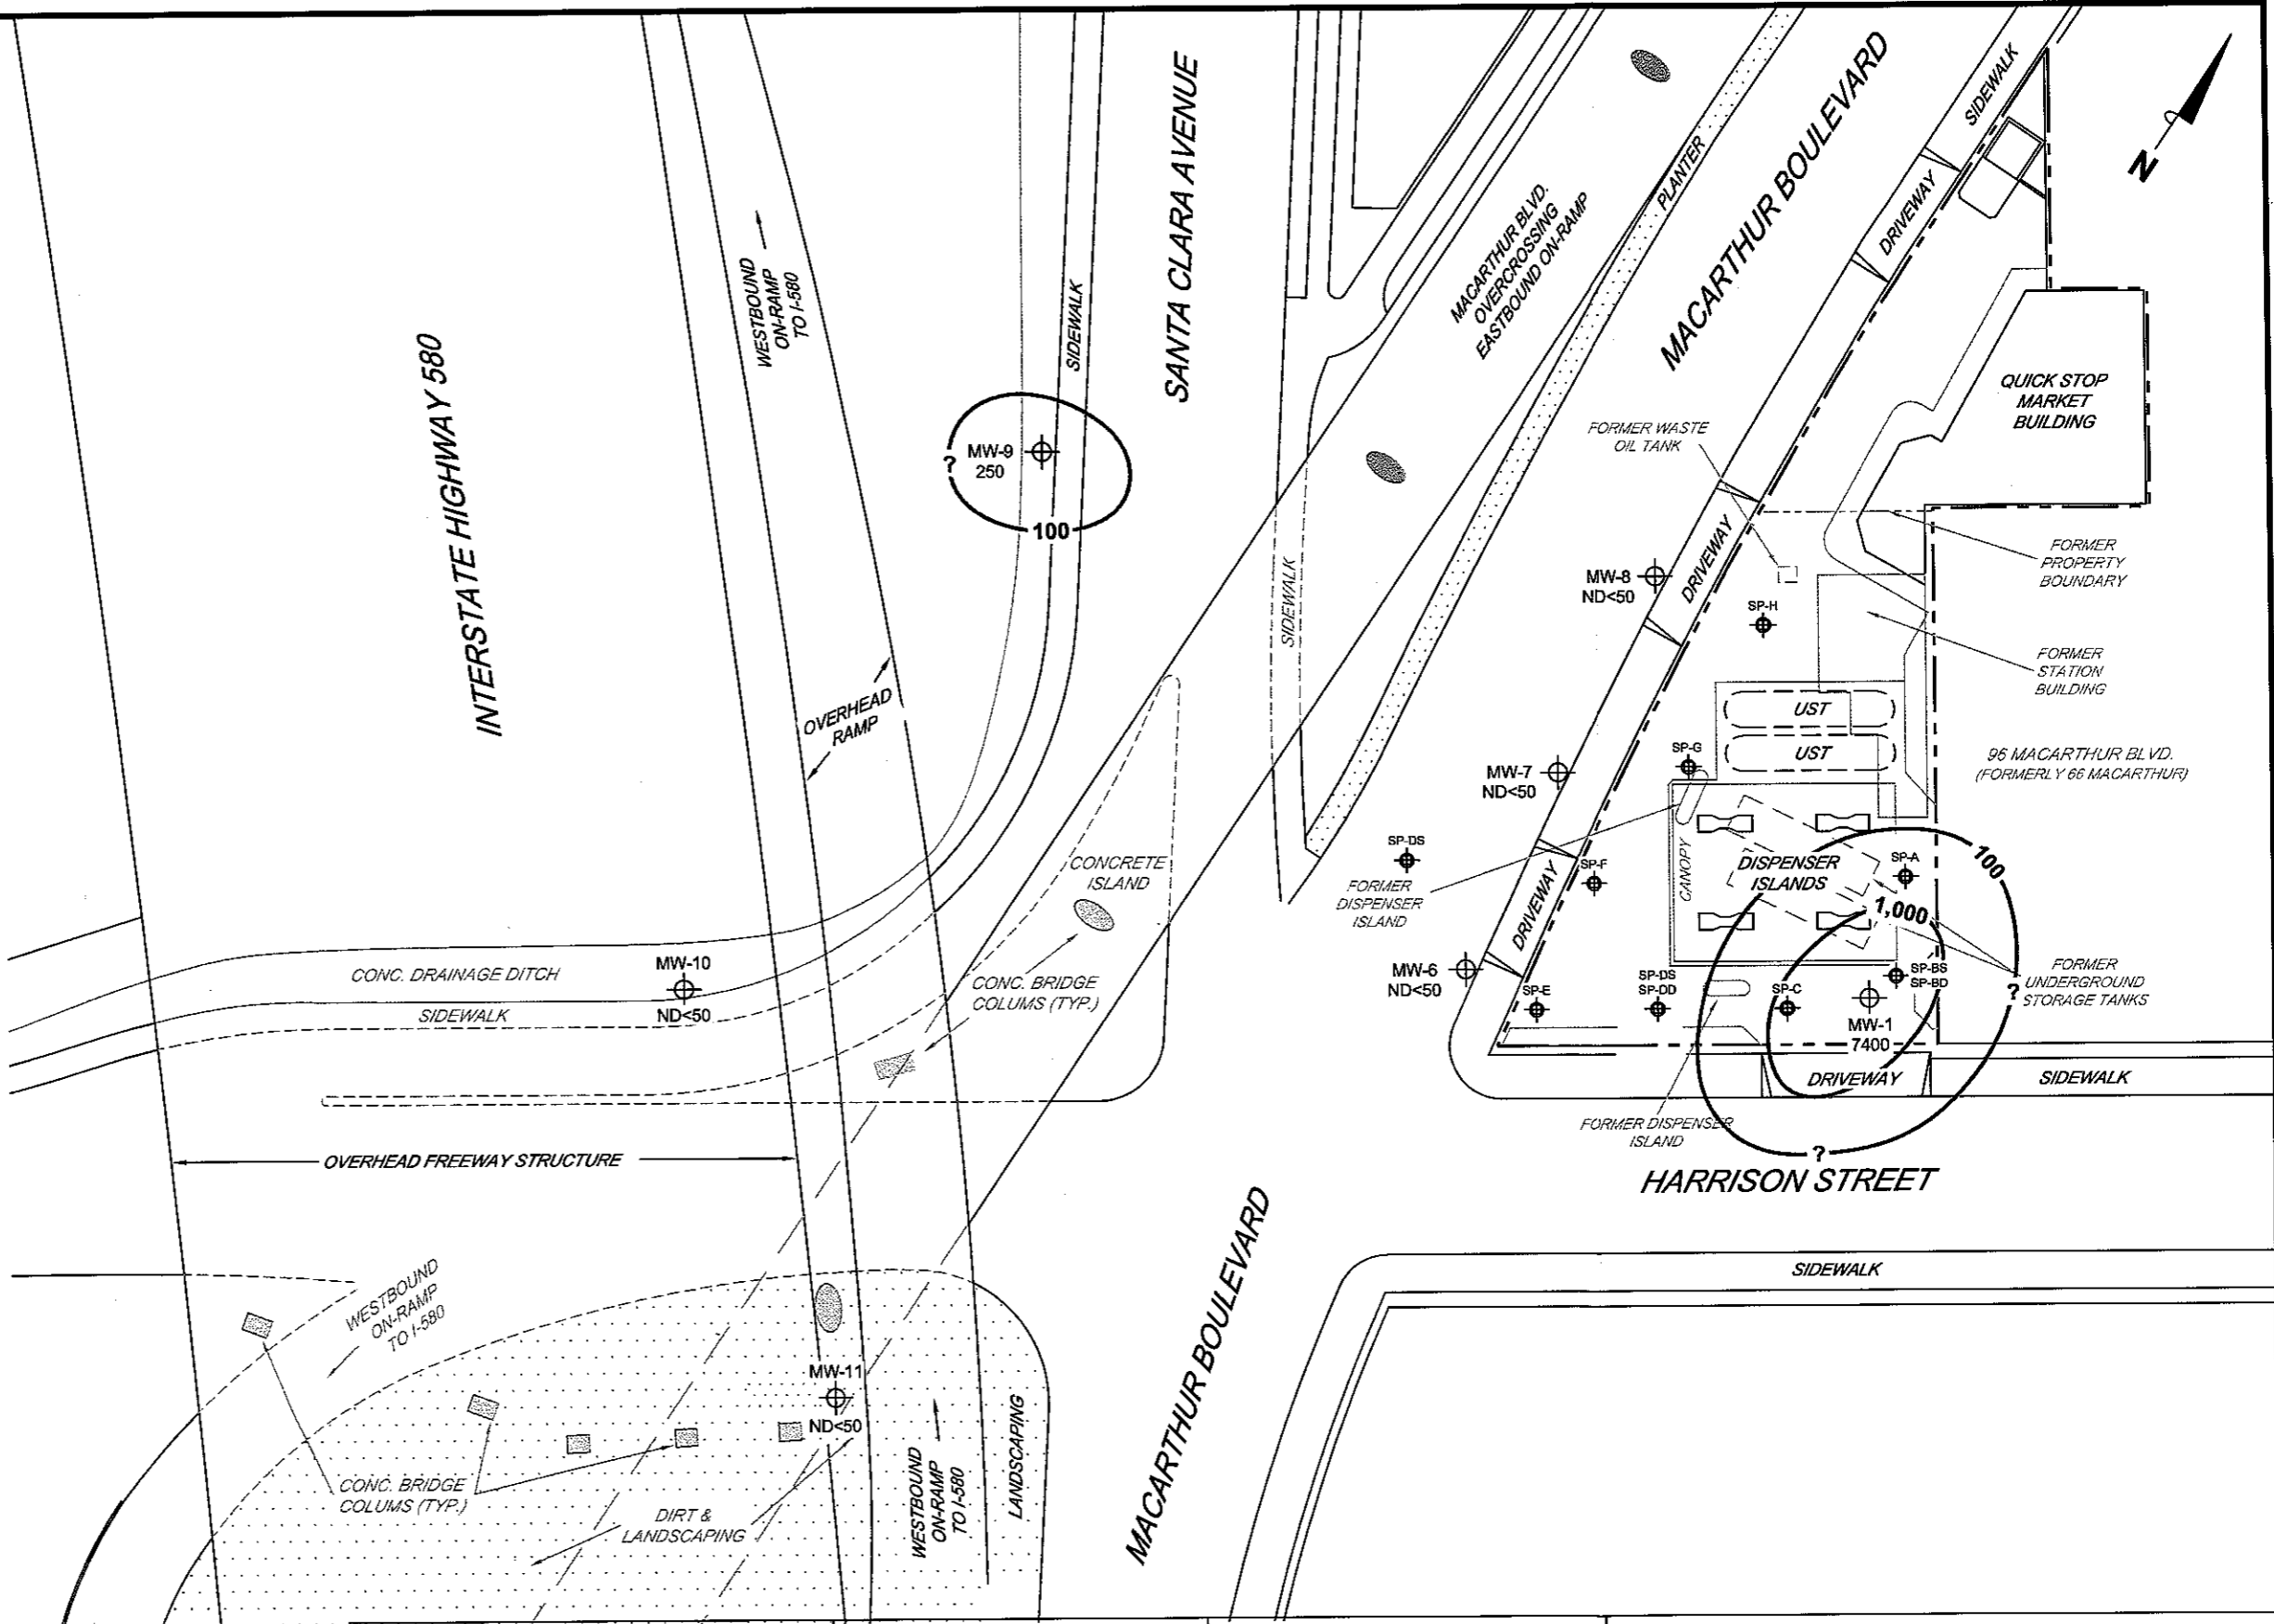 SANTA CLARA AVENUE
MACARTHUR BOULEVARD
SIDEWALK
N
WESTBOUND
ON-RAMP
TO I-580
SIDEWALK
MACARTHUR BLVD.
OVERCROSSING
EASTBOUND ON-RAMP
PLANTER
DRIVEWAY
INTERSTATE HIGHWAY 580
QUICK STOP
MARKET
BUILDING
MW-9
250
?
100
FORMER WASTE
OIL TANK
SIDEWALK
MW-8
ND<50
DRIVEWAY
FORMER
PROPERTY
BOUNDARY
SP-H
FORMER
STATION
BUILDING
OVERHEAD
RAMP
UST
UST
SP-G
MW-7
ND<50
96 MACARTHUR BLVD.
(FORMERLY 66 MACARTHUR)
SP-DS
CONCRETE
ISLAND
FORMER
DISPENSER
ISLAND
DRIVEWAY
SP-F
CANOPY
DISPENSER
ISLANDS
SP-A
100
1,000
CONC. DRAINAGE DITCH
MW-10
ND<50
SIDEWALK
CONC. BRIDGE
COLUMS (TYP.)
MW-6
ND<50
SP-E
SP-DS
SP-DD
SP-C
SP-BS
SP-BD
MW-1
7400
?
FORMER
UNDERGROUND
STORAGE TANKS
DRIVEWAY
SIDEWALK
FORMER DISPENSER
ISLAND
?
OVERHEAD FREEWAY STRUCTURE
HARRISON STREET
SIDEWALK
WESTBOUND
ON-RAMP
TO I-580
MW-11
ND<50
CONC. BRIDGE
COLUMS (TYP.)
DIRT &
LANDSCAPING
WESTBOUND
ON-RAMP
TO I-580
LANDSCAPING
MACARTHUR BOULEVARD